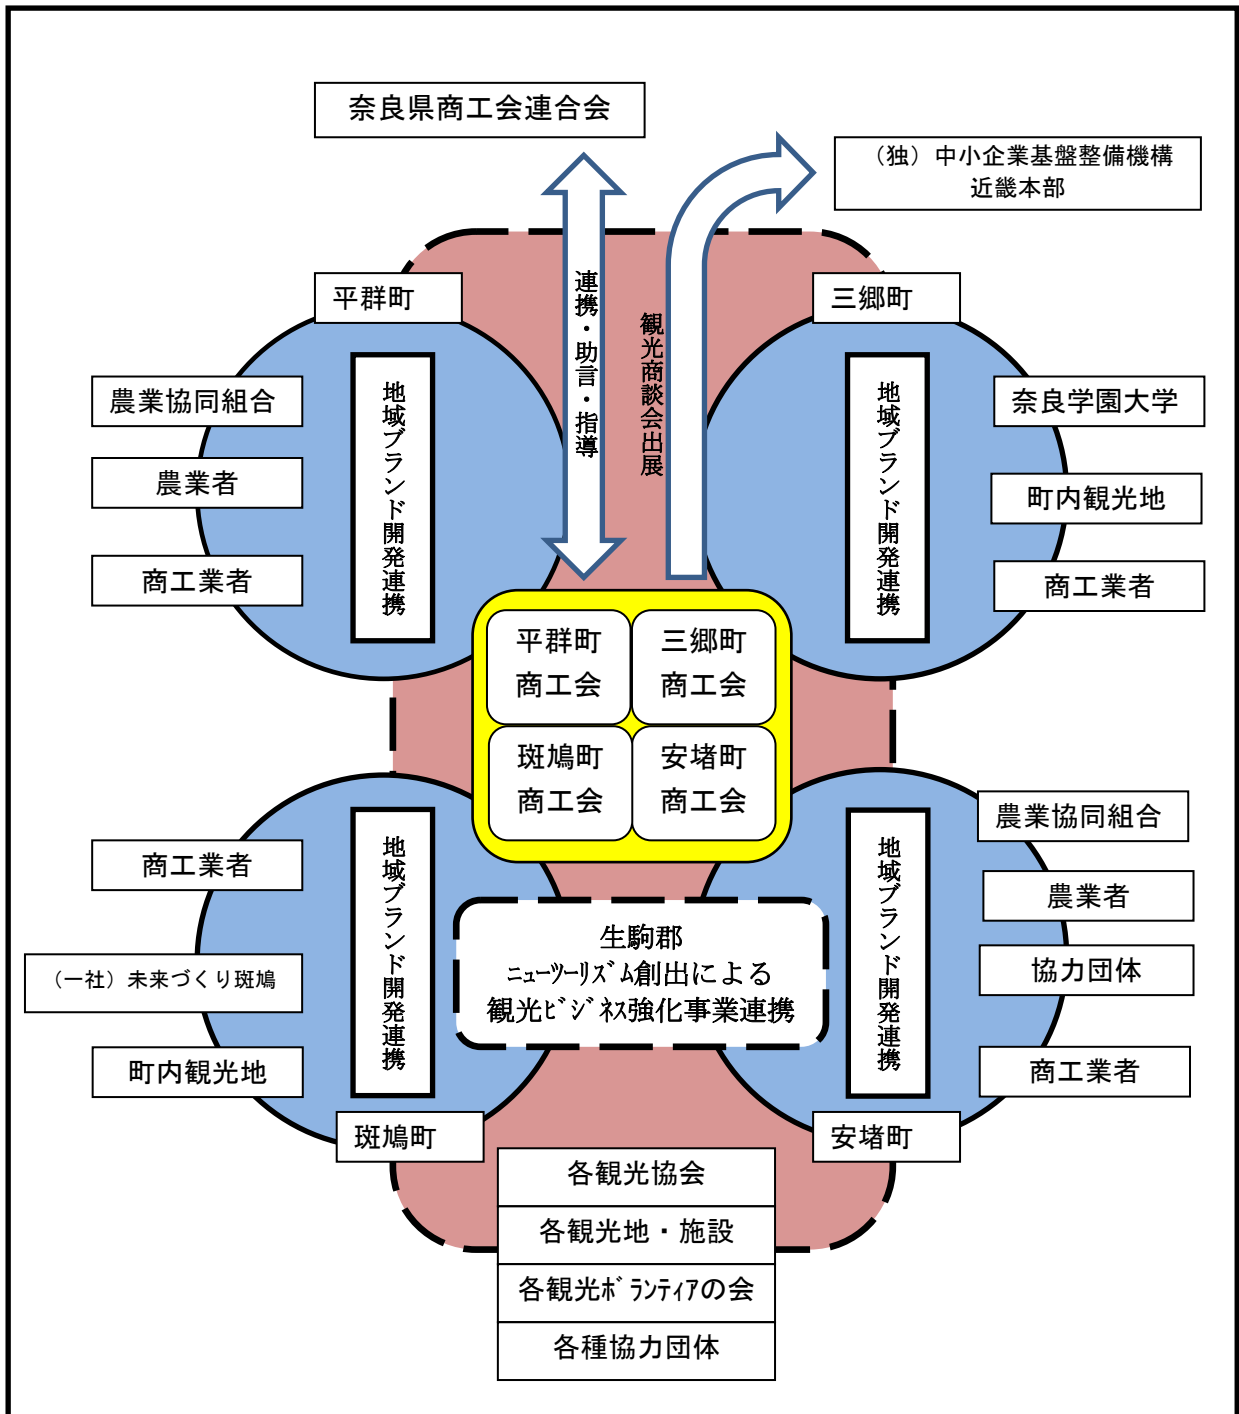 奈良県商工会連合会
（独）中小企業基盤整備機構
近畿本部
連携・助言・指導
観光商談会出展
平群町
三郷町
農業協同組合
農業者
商工業者
地域ブランド開発連携
地域ブランド開発連携
奈良学園大学
町内観光地
商工業者
平群町
商工会
三郷町
商工会
斑鳩町
商工会
安堵町
商工会
商工業者
（一社）未来づくり斑鳩
町内観光地
地域ブランド開発連携
生駒郡
ﾆｭｰﾂｰﾘｽﾞﾑ創出による
観光ﾋﾞｼﾞﾈｽ強化事業連携
地域ブランド開発連携
農業協同組合
農業者
協力団体
商工業者
斑鳩町
安堵町
各観光協会
各観光地・施設
各観光ﾎﾞﾗﾝﾃｨｱの会
各種協力団体